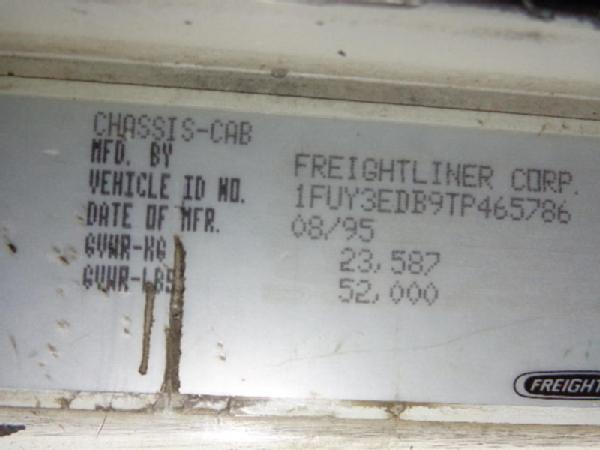 CHASSIS-CAB
MFD. BY FREIGHTLINER CORP.
VEHICLE ID NO. 1FUY3EDB9TP465786
DATE OF MFR. 08/95
GVWR-KG 23,587
GVWR-LBS 52,000
FREIGHT